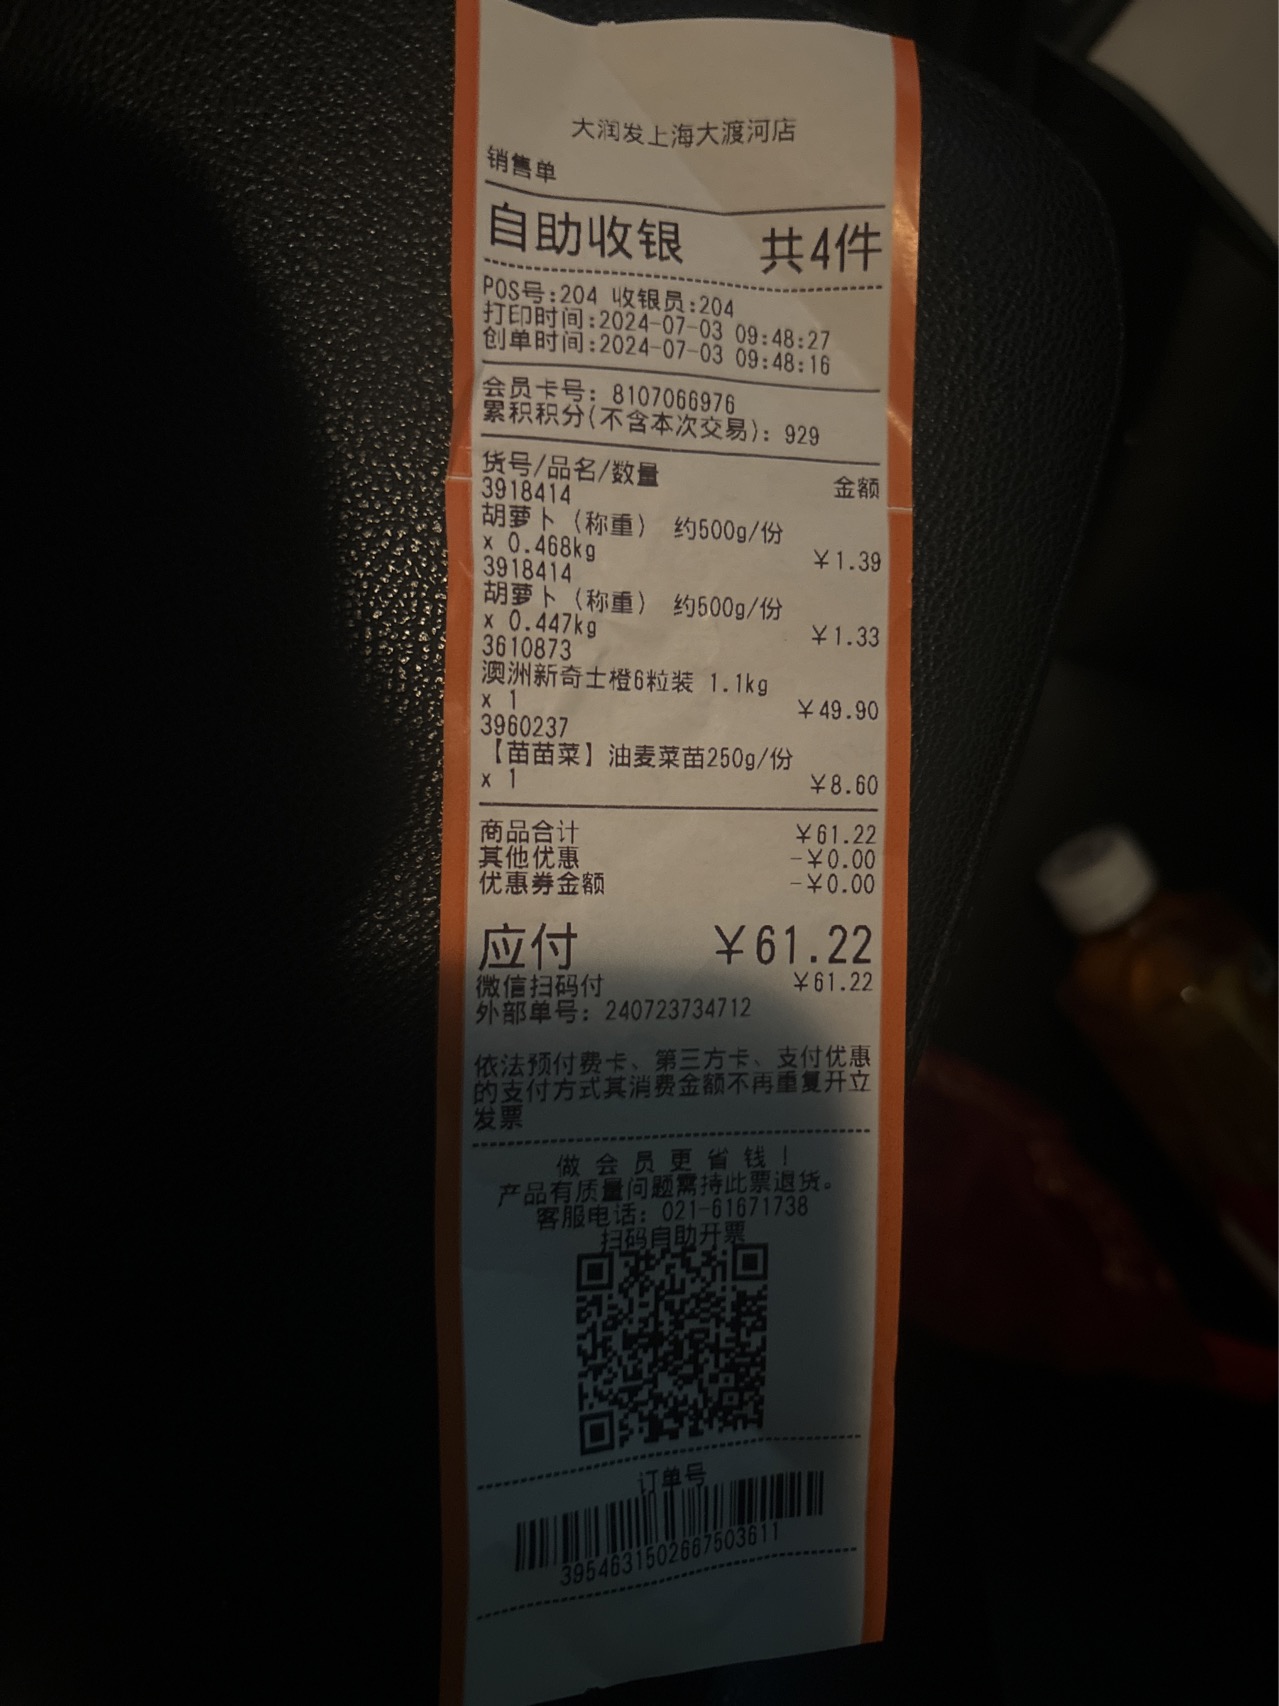 大润发上海大渡河店
销售单
自助收银 共4件
POS号:204 收银员:204
打印时间:2024-07-03 09:48:27
创单时间:2024-07-03 09:48:16
会员卡号: 8107066976
累积积分(不含本次交易): 929
货号/品名/数量 金额
3918414
胡萝卜（称重） 约500g/份
x 0.468kg ¥1.39
3918414
胡萝卜（称重） 约500g/份
x 0.447kg ¥1.33
3610873
澳洲新奇士橙6粒装 1.1kg
x 1 ¥49.90
3960237
【苗苗菜】油麦菜苗250g/份
x 1 ¥8.60
商品合计 ¥61.22
其他优惠 -¥0.00
优惠券金额 -¥0.00
应付 ¥61.22
微信扫码付 ¥61.22
外部单号: 240723734712
依法预付费卡、第三方卡、支付优惠
的支付方式其消费金额不再重复开立
发票
做会员更省钱！
产品有质量问题需持此票退货。
客服电话: 021-61671738
扫码自助开票
订单号
3954631502667503611